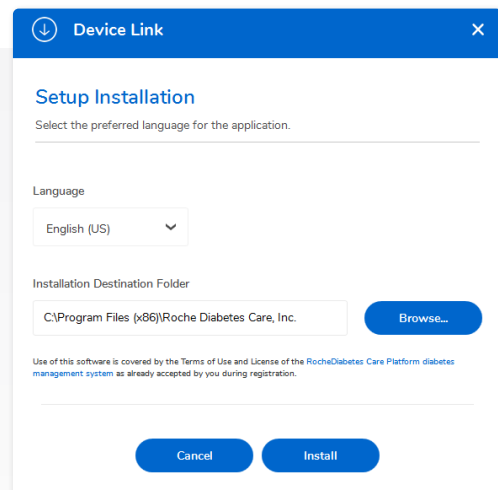 Device Link
Setup Installation
Select the preferred language for the application.
Language
English (US)
Installation Destination Folder
C:\Program Files (x86)\Roche Diabetes Care, Inc.
Browse...
Use of this software is covered by the Terms of Use and License of the RocheDiabetes Care Platform diabetes
management system as already accepted by you during registration.
Cancel Install